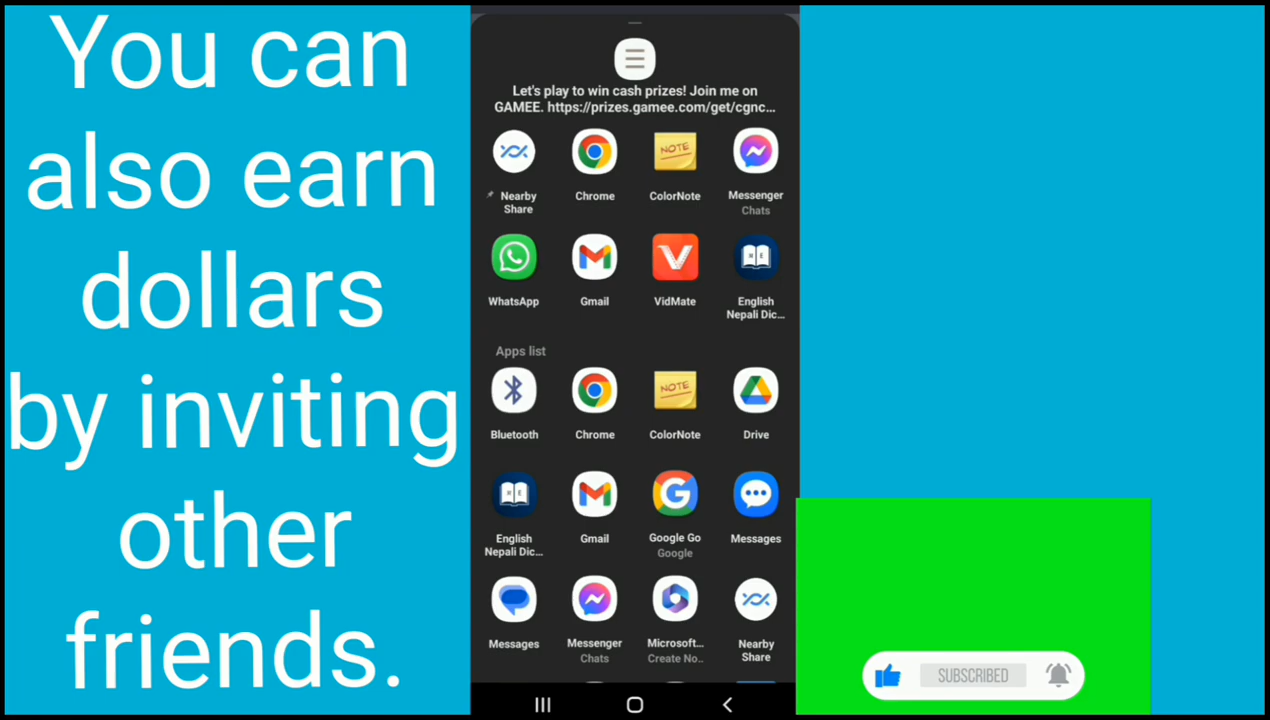 You can
also earn
dollars
by inviting
other
friends.
Let's play to win cash prizes! Join me on
GAMEE. https://prizes.gamee.com/get/cgnc...
NOTE
Nearby
Share
Chrome
ColorNote
Messenger
Chats
WhatsApp
Gmail
VidMate
English
Nepali Dic...
Apps list
NOTE
Bluetooth
Chrome
ColorNote
Drive
English
Nepali Dic...
Gmail
Google Go
Google
Messages
Messages
Messenger
Chats
Microsoft...
Create No..
Nearby
Share
SUBSCRIBED